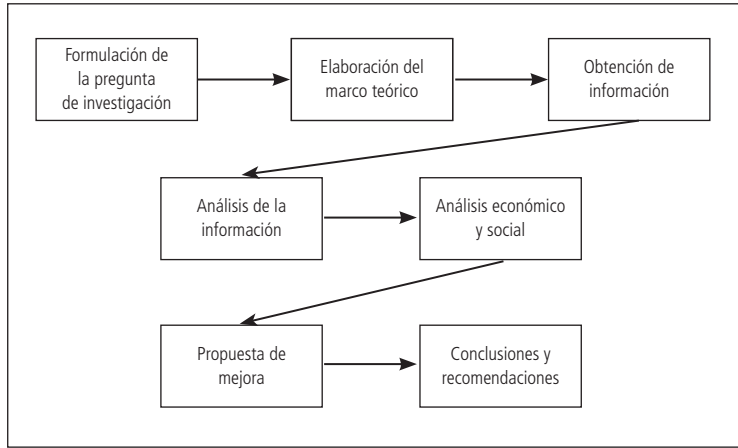 Formulación de
la pregunta
de investigación
Elaboración del
marco teórico
Obtención de
información
Análisis de la
información
Análisis económico
y social
Propuesta de
mejora
Conclusiones y
recomendaciones